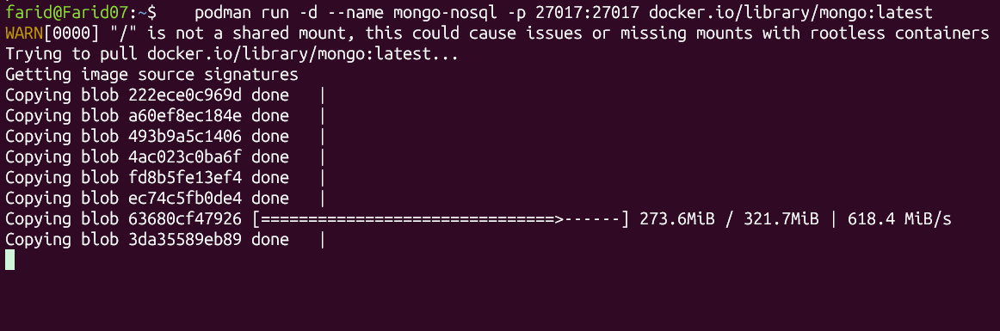 farid@Farid07:~$    podman run -d --name mongo-nosql -p 27017:27017 docker.io/library/mongo:latest
WARN[0000] "/" is not a shared mount, this could cause issues or missing mounts with rootless containers
Trying to pull docker.io/library/mongo:latest...
Getting image source signatures
Copying blob 222ece0c969d done   |
Copying blob a60ef8ec184e done   |
Copying blob 493b9a5c1406 done   |
Copying blob 4ac023c0ba6f done   |
Copying blob fd8b5fe13ef4 done   |
Copying blob ec74c5fb0de4 done   |
Copying blob 63680cf47926 [===============================>------] 273.6MiB / 321.7MiB | 618.4 MiB/s
Copying blob 3da35589eb89 done   |